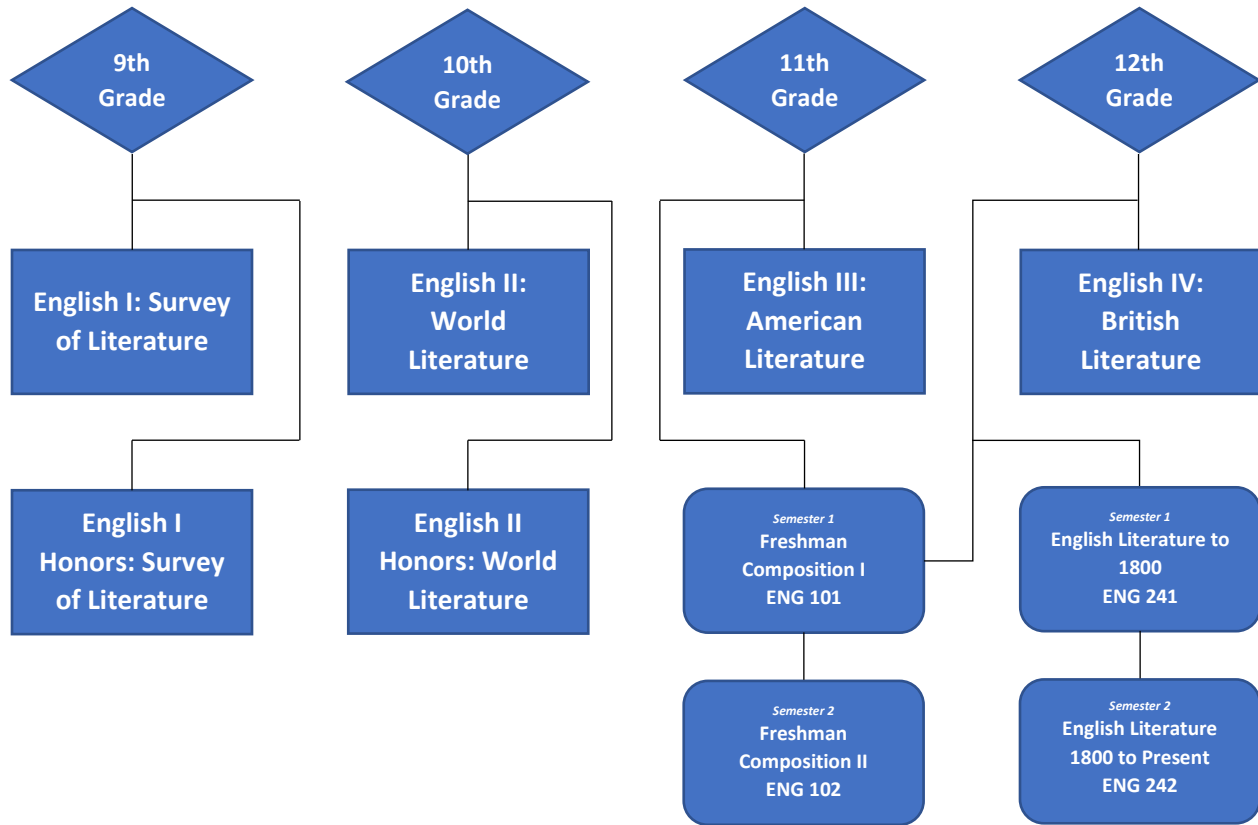 9th
Grade
10th
Grade
11th
Grade
12th
Grade
English I: Survey
of Literature
English II:
World
Literature
English III:
American
Literature
English IV:
British
Literature
English I
Honors: Survey
of Literature
English II
Honors: World
Literature
Semester 1
Freshman
Composition I
ENG 101
Semester 1
English Literature to
1800
ENG 241
Semester 2
Freshman
Composition II
ENG 102
Semester 2
English Literature
1800 to Present
ENG 242